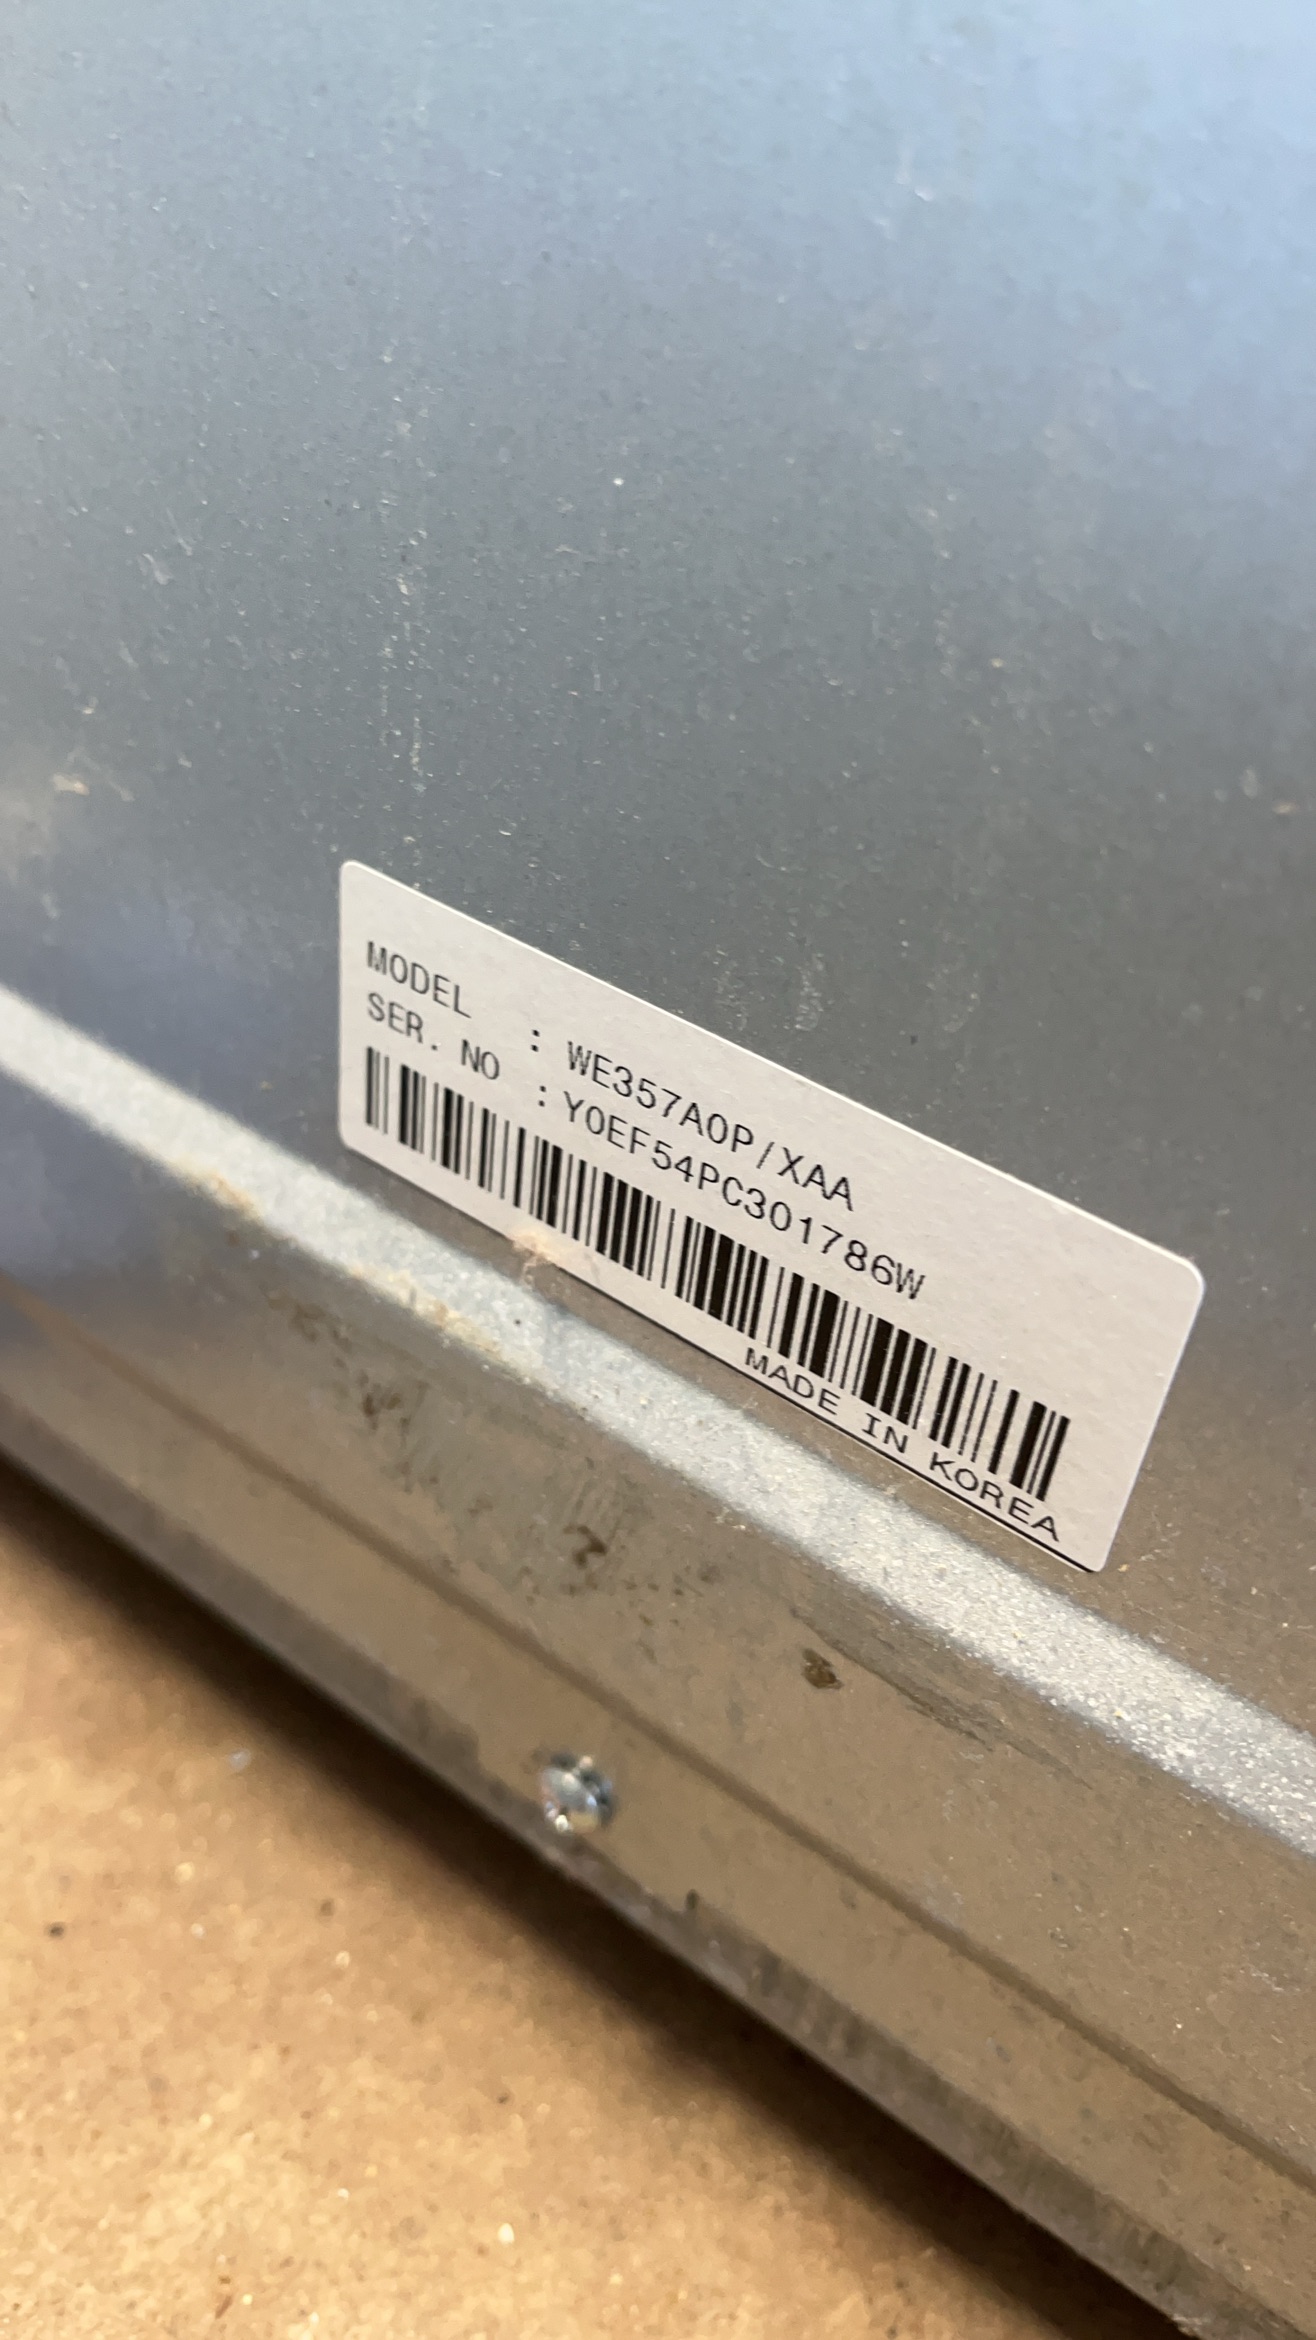 MODEL : WE357A0P/XAA
SER. NO : Y0EF54PC301786W
MADE IN KOREA